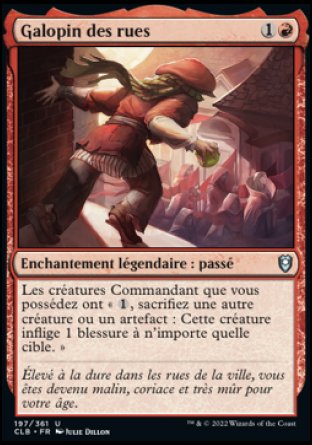 Galopin des rues 1
Enchantement légendaire : passé
Les créatures Commandant que vous
possédez ont « 1, sacrifiez une autre
créature ou un artefact : Cette créature
inflige 1 blessure à n'importe quelle
cible. »
Élevé à la dure dans les rues de la ville, vous
êtes devenu malin, coriace et très mûr pour
votre âge.
197/361 U
CLB • FR Julie Dillon ™ & © 2022 Wizards of the Coast